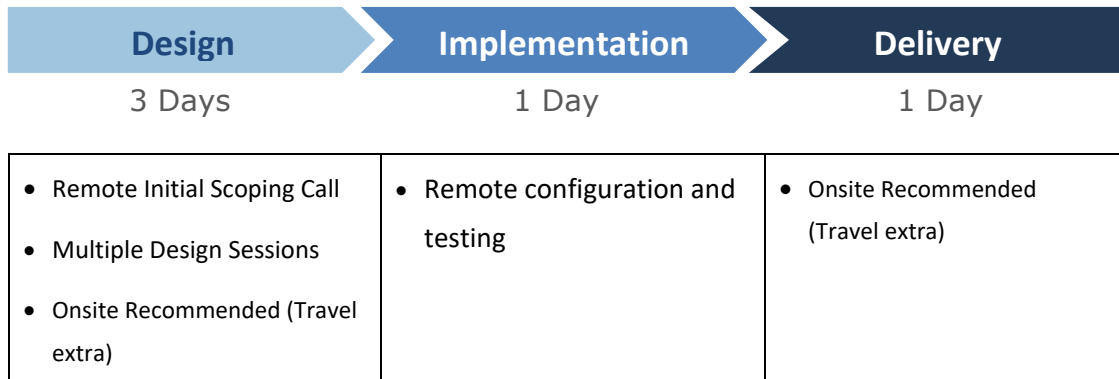 Design
Implementation
Delivery
3 Days
1 Day
1 Day
• Remote Initial Scoping Call
• Multiple Design Sessions
• Onsite Recommended (Travel
extra)
• Remote configuration and
testing
• Onsite Recommended
(Travel extra)